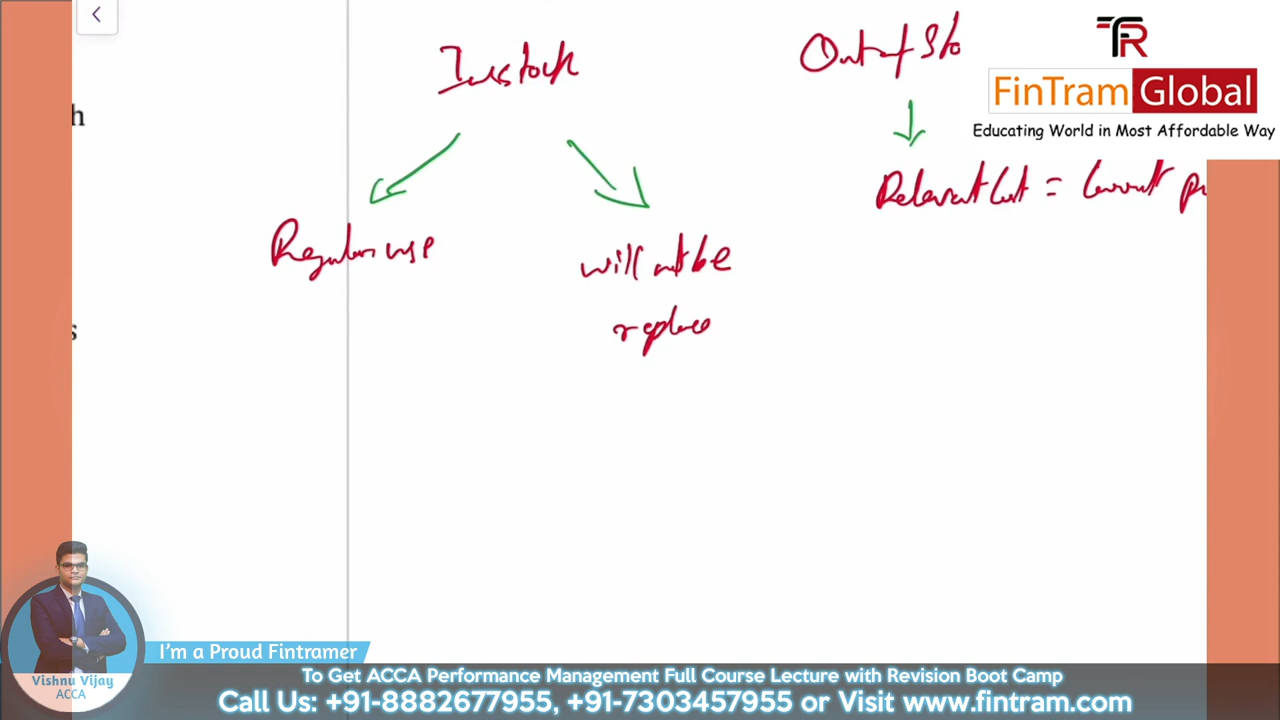 h
In stock
Out of Sto
TR
FinTram Global
Educating World in Most Affordable Way
Relevant Cost = Current p
Regular use
will not be
replace
s
I'm a Proud Fintramer
Vishnu Vijay
ACCA
To Get ACCA Performance Management Full Course Lecture with Revision Boot Camp
Call Us: +91-8882677955, +91-7303457955 or Visit www.fintram.com